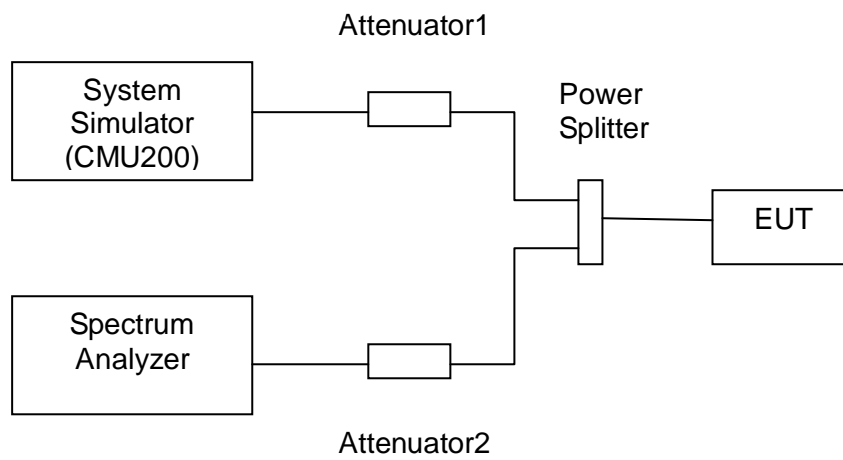 Attenuator1
System
Simulator
(CMU200)
Power
Splitter
EUT
Spectrum
Analyzer
Attenuator2